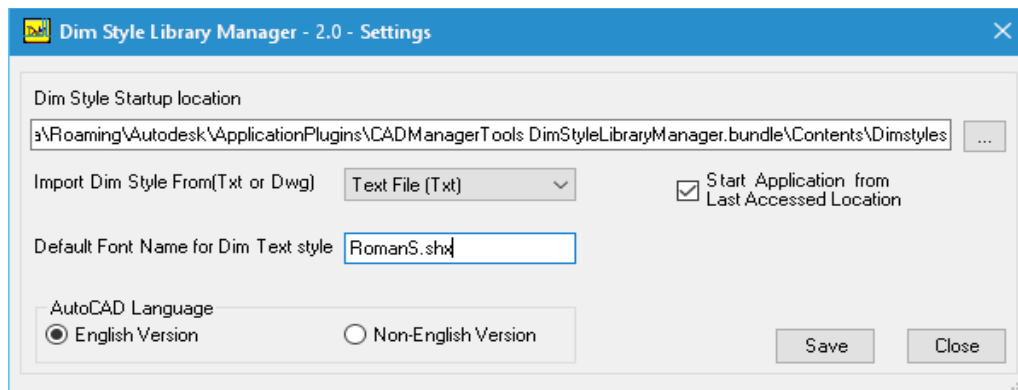 Dim Style Library Manager - 2.0 - Settings
Dim Style Startup location
a\Roaming\Autodesk\ApplicationPlugins\CADManagerTools DimStyleLibraryManager.bundle\Contents\Dimstyles
...
Import Dim Style From(Txt or Dwg)
Text File (Txt)
Start Application from
Last Accessed Location
Default Font Name for Dim Text style
RomanS.shx
AutoCAD Language
English Version
Non-English Version
Save
Close